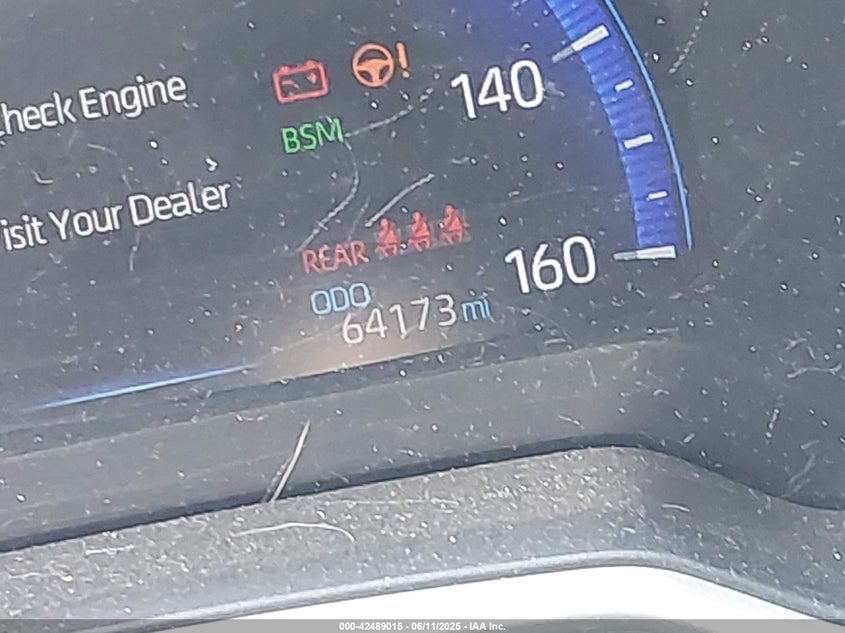 heck Engine
isit Your Dealer
BSM
140
REAR
160
ODO
64173 mi
000-42489015 - 06/11/2025 - IAA Inc.